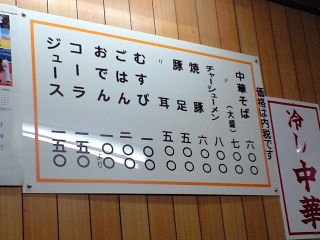 冷し中華
価格は内税です
中華そば 六〇〇
〃 (大盛) 七〇〇
チャーシューメン 八〇〇
焼豚 六〇〇
豚足 五〇〇
〃 耳 五〇〇
むすび 一〇〇
ごはん 二〇〇
おでん 一〇〇より
コーラ 一五〇
ジュース 一五〇